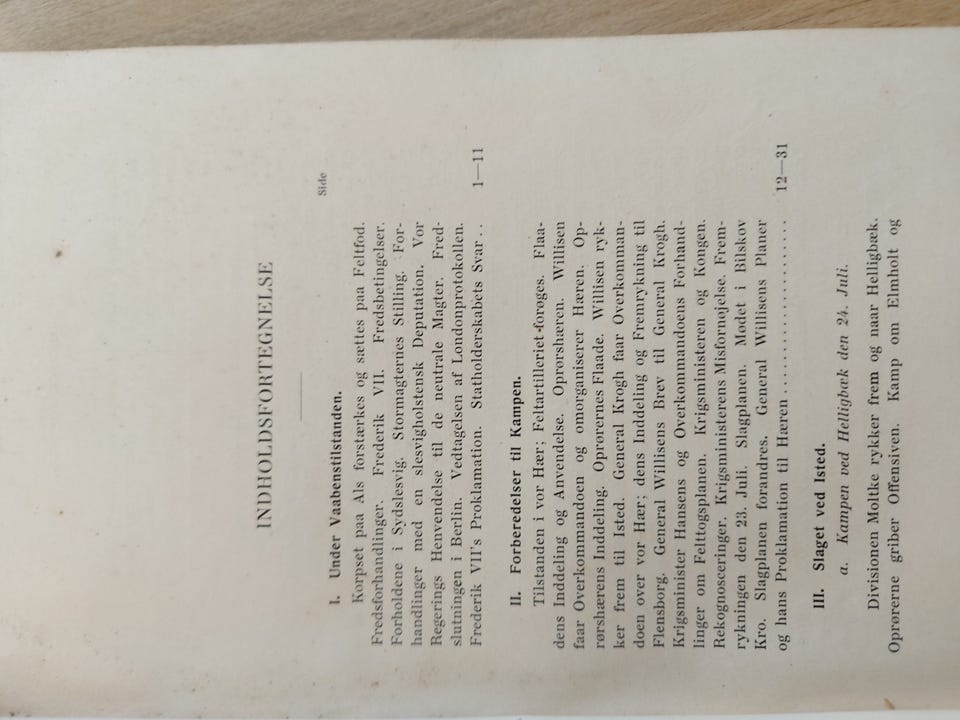 INDHOLDSFORTEGNELSE
Side
I. Under Vaabenstilstanden.
Korpset paa Als forstærkes og sættes paa Feltfod.
Fredsforhandlinger. Frederik VII. Fredsbetingelser.
Forholdene i Sydslesvig. Stormagternes Stilling. For-
handlinger med en slesvigholstensk Deputation. Vor
Regerings Henvendelse til de neutrale Magter. Fred-
slutningen i Berlin. Vedtagelsen af Londonprotokollen.
Frederik VII's Proklamation. Statholderskabets Svar .. 1—11
II. Forberedelser til Kampen.
Tilstanden i vor Hær; Feltartilleriet forøges. Flaa-
dens Inddeling og Anvendelse. Oprørshæren. Willisen
faar Overkommandoen og omorganiserer Hæren. Op-
rørshærens Inddeling. Oprørernes Flaade. Willisen ryk-
ker frem til Isted. General Krogh faar Overkomman-
doen over vor Hær; dens Inddeling og Fremrykning til
Flensborg. General Willisens Brev til General Krogh.
Krigsminister Hansens og Overkommandoens Forhand-
linger om Felttogsplanen. Krigsministeren og Kongen.
Rekognosceringer. Krigsministerens Misfornøjelse. Frem-
rykningen den 23. Juli. Slagplanen. Mødet i Bilskov
Kro. Slagplanen forandres. General Willisens Planer
og hans Proklamation til Hæren ..................... 12—31
III. Slaget ved Isted.
a. Kampen ved Helligbæk den 24. Juli.
Divisionen Moltke rykker frem og naar Helligbæk.
Oprørerne griber Offensiven. Kamp om Elmholt og